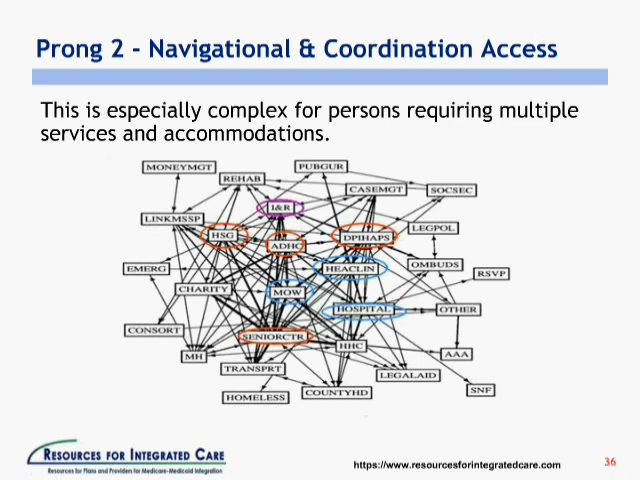 Prong 2 - Navigational & Coordination Access
This is especially complex for persons requiring multiple
services and accommodations.
MONEYMGT
PUBGUR
REHAB
CASEMGT
SOCSEC
I&R
LINKMSSP
LEGPOL
HSG
DPIHAPS
ADHC
EMERG
HEACLIN
OMBUDS
RSVP
CHARITY
MOW
HOSPITAL
OTHER
CONSORT
SENIORCTR
HHC
MH
AAA
TRANSPRT
LEGALAID
HOMELESS
COUNTYHD
SNF
RESOURCES FOR INTEGRATED CARE
Resources for Plans and Providers for Medicare-Medicaid Integration
https://www.resourcesforintegratedcare.com
36